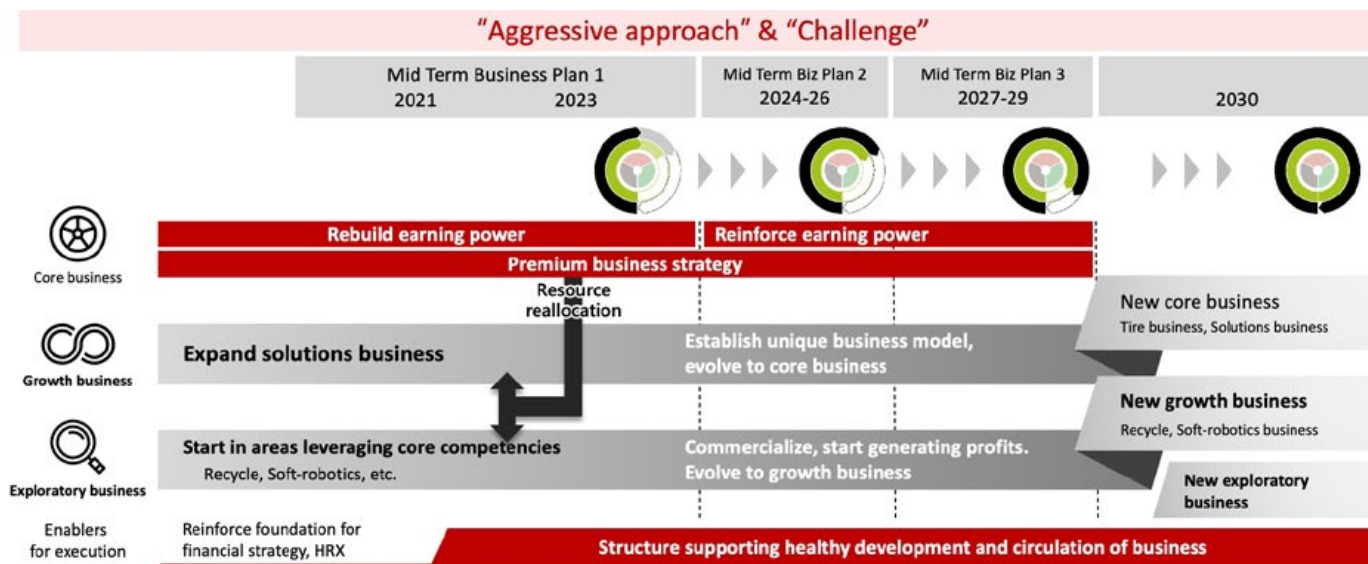 "Aggressive approach" & "Challenge"
Mid Term Business Plan 1
2021 2023
Mid Term Biz Plan 2
2024-26
Mid Term Biz Plan 3
2027-29
2030
Core business
Rebuild earning power
Reinforce earning power
Premium business strategy
Resource
reallocation
New core business
Tire business, Solutions business
Growth business
Expand solutions business
Establish unique business model,
evolve to core business
New growth business
Recycle, Soft-robotics business
Exploratory business
Start in areas leveraging core competencies
Recycle, Soft-robotics, etc.
Commercialize, start generating profits.
Evolve to growth business
New exploratory
business
Enablers
for execution
Reinforce foundation for
financial strategy, HRX
Structure supporting healthy development and circulation of business